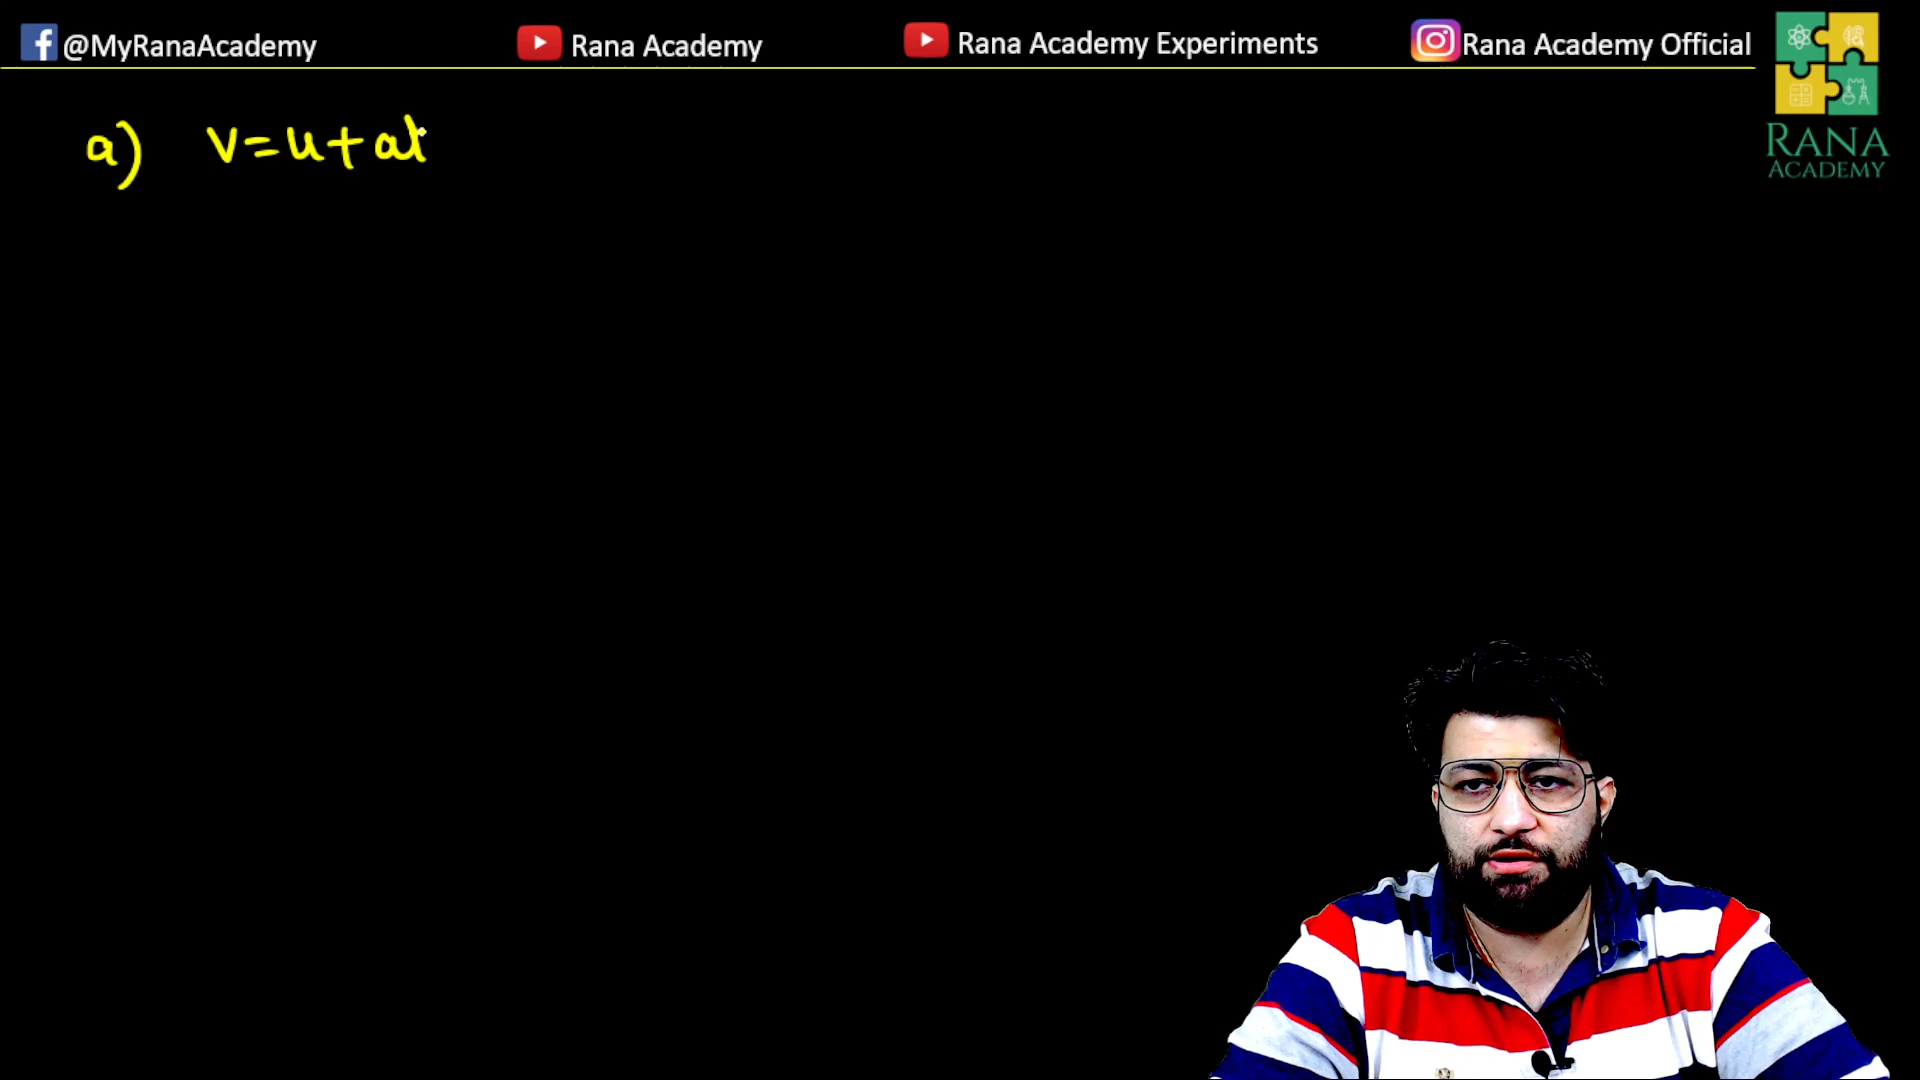 @MyRanaAcademy
Rana Academy
Rana Academy Experiments
Rana Academy Official
RANA
ACADEMY
a) v=u+at